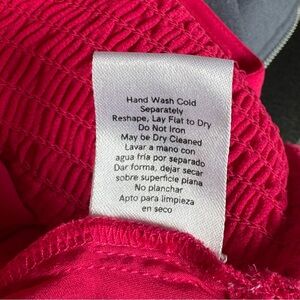 Hand Wash Cold
Separately
Reshape, Lay Flat to Dry
Do Not Iron
May be Dry Cleaned
Lavar a mano con
agua fria por separado
Dar forma, dejar secar
sobre superficie plana
No planchar
Apto para limpieza
en seco